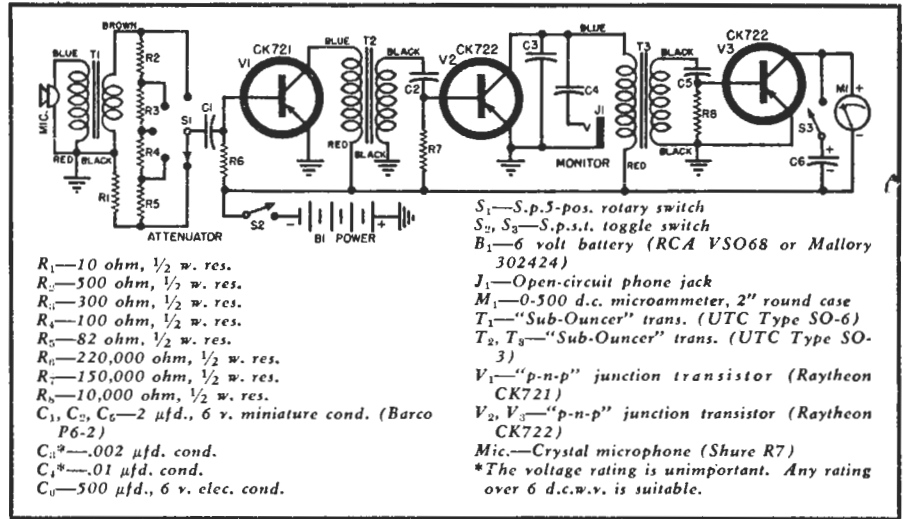 BROWN
BLUE
T1
R2
MIC.
R3
S1
C1
R4
RED
BLACK
R1
R5
ATTENUATOR
CK721
V1
BLUE
T2
BLACK
R6
RED
BLACK
C2
S2
-
B1 POWER
+
CK722
V2
R7
C3
BLUE
C4
J1
MONITOR
T3
RED
BLACK
BLACK
CK722
V3
C5
R8
S3
+
C6
-
M1 +
-
R₁—10 ohm, 1/2 w. res.
R₂—500 ohm, 1/2 w. res.
R₃—300 ohm, 1/2 w. res.
R₄—100 ohm, 1/2 w. res.
R₅—82 ohm, 1/2 w. res.
R₆—220,000 ohm, 1/2 w. res.
R₇—150,000 ohm, 1/2 w. res.
R₈—10,000 ohm, 1/2 w. res.
C₁, C₂, C₅—2 µfd., 6 v. miniature cond. (Barco
P6-2)
C₃*—.002 µfd. cond.
C₄*—.01 µfd. cond.
C₆—500 µfd., 6 v. elec. cond.
S₁—S.p.5-pos. rotary switch
S₂, S₃—S.p.s.t. toggle switch
B₁—6 volt battery (RCA VSO68 or Mallory
302424)
J₁—Open-circuit phone jack
M₁—0-500 d.c. microammeter, 2" round case
T₁—"Sub-Ouncer" trans. (UTC Type SO-6)
T₂, T₃—"Sub-Ouncer" trans. (UTC Type SO-
3)
V₁—"p-n-p" junction transistor (Raytheon
CK721)
V₂, V₃—"p-n-p" junction transistor (Raytheon
CK722)
Mic.—Crystal microphone (Shure R7)
*The voltage rating is unimportant. Any rating
over 6 d.c.w.v. is suitable.